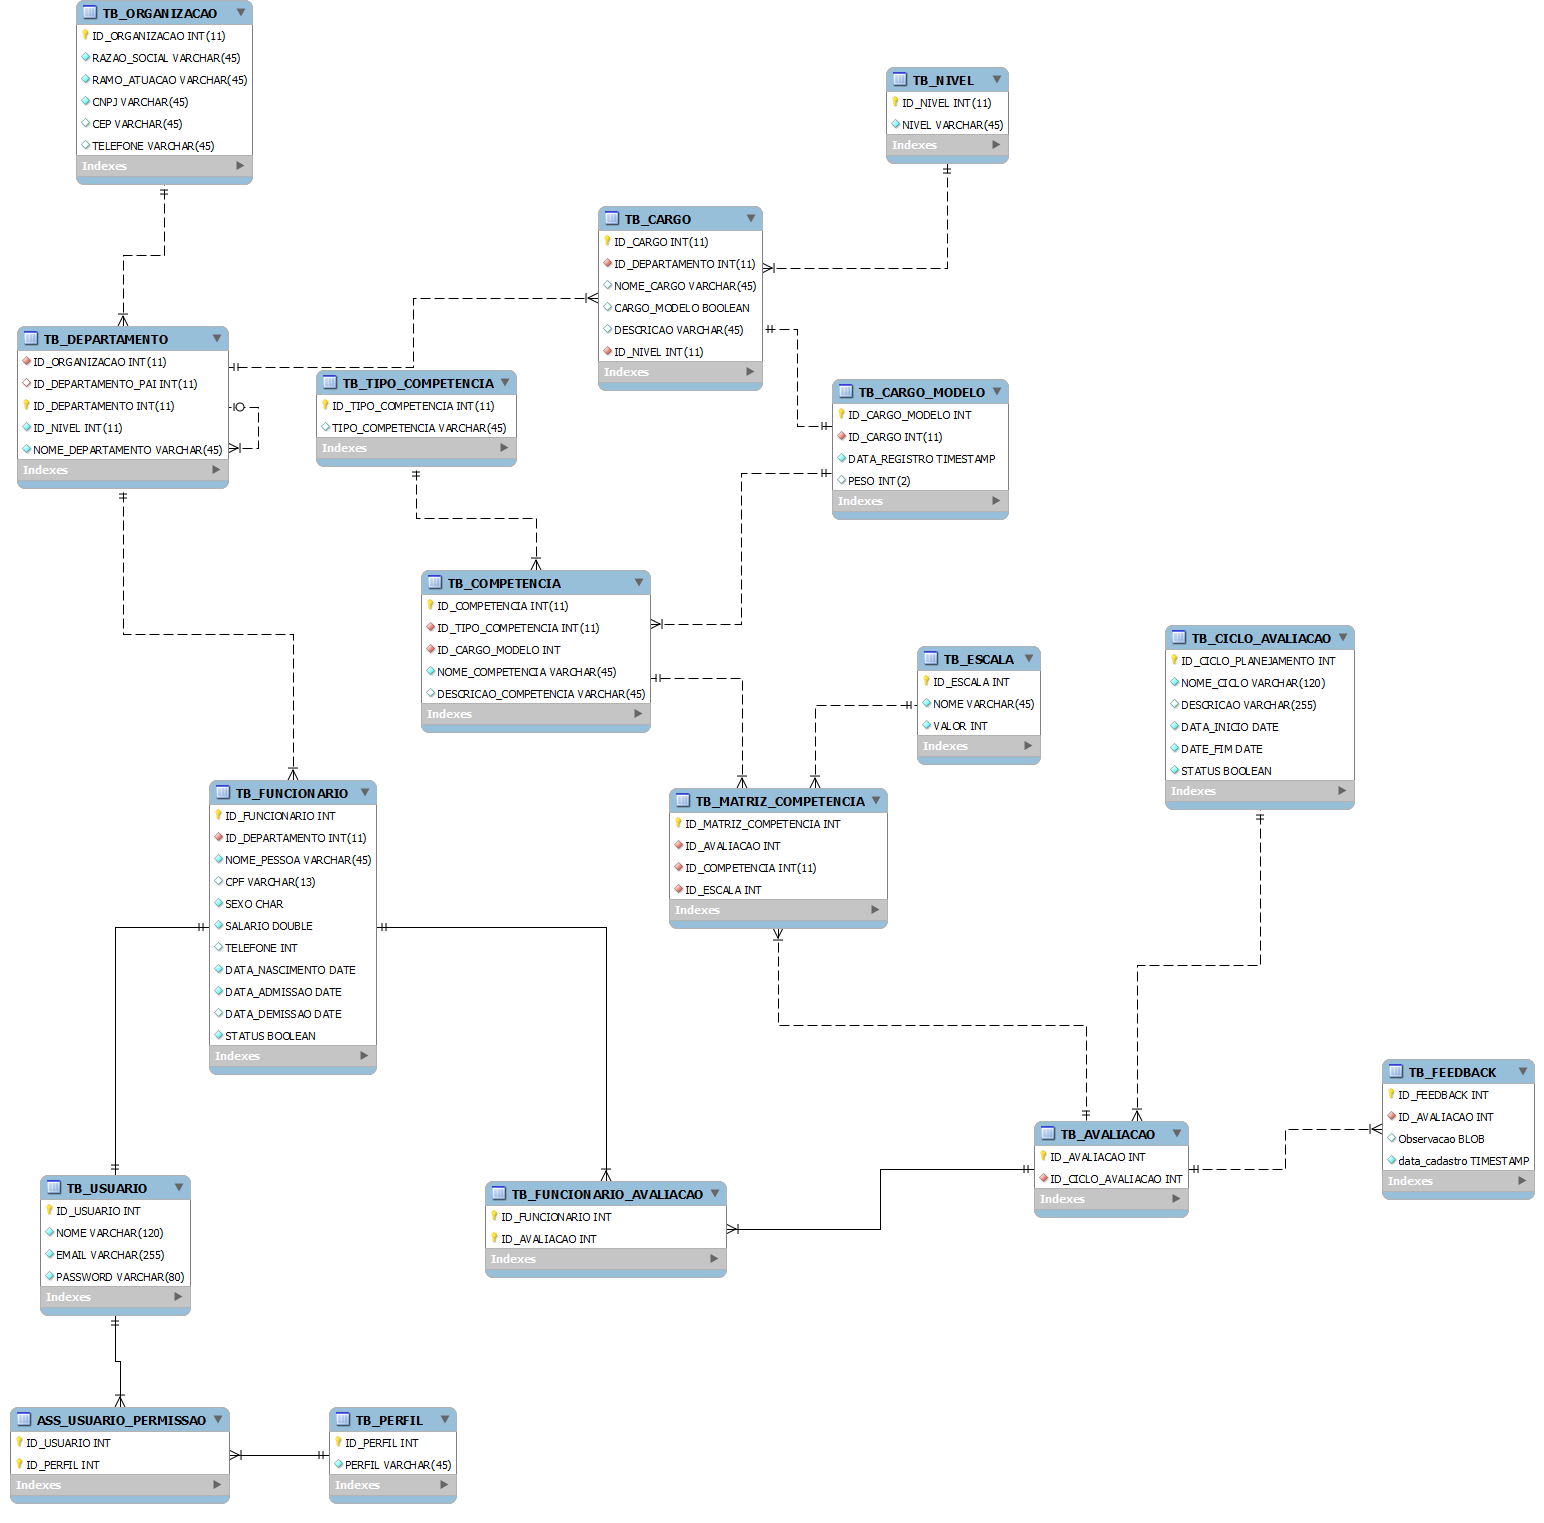 TB_ORGANIZACAO
ID_ORGANIZACAO INT(11)
RAZAO_SOCIAL VARCHAR(45)
RAMO_ATUACAO VARCHAR(45)
CNPJ VARCHAR(45)
CEP VARCHAR(45)
TELEFONE VARCHAR(45)
Indexes
TB_NIVEL
ID_NIVEL INT(11)
NIVEL VARCHAR(45)
Indexes
TB_CARGO
ID_CARGO INT(11)
ID_DEPARTAMENTO INT(11)
NOME_CARGO VARCHAR(45)
CARGO_MODELO BOOLEAN
DESCRICAO VARCHAR(45)
ID_NIVEL INT(11)
Indexes
TB_DEPARTAMENTO
ID_ORGANIZACAO INT(11)
ID_DEPARTAMENTO_PAI INT(11)
ID_DEPARTAMENTO INT(11)
ID_NIVEL INT(11)
NOME_DEPARTAMENTO VARCHAR(45)
Indexes
TB_TIPO_COMPETENCIA
ID_TIPO_COMPETENCIA INT(11)
TIPO_COMPETENCIA VARCHAR(45)
Indexes
TB_CARGO_MODELO
ID_CARGO_MODELO INT
ID_CARGO INT(11)
DATA_REGISTRO TIMESTAMP
PESO INT(2)
Indexes
TB_COMPETENCIA
ID_COMPETENCIA INT(11)
ID_TIPO_COMPETENCIA INT(11)
ID_CARGO_MODELO INT
NOME_COMPETENCIA VARCHAR(45)
DESCRICAO_COMPETENCIA VARCHAR(45)
Indexes
TB_ESCALA
ID_ESCALA INT
NOME VARCHAR(45)
VALOR INT
Indexes
TB_CICLO_AVALIACAO
ID_CICLO_PLANEJAMENTO INT
NOME_CICLO VARCHAR(120)
DESCRICAO VARCHAR(255)
DATA_INICIO DATE
DATE_FIM DATE
STATUS BOOLEAN
Indexes
TB_FUNCIONARIO
ID_FUNCIONARIO INT
ID_DEPARTAMENTO INT(11)
NOME_PESSOA VARCHAR(45)
CPF VARCHAR(13)
SEXO CHAR
SALARIO DOUBLE
TELEFONE INT
DATA_NASCIMENTO DATE
DATA_ADMISSAO DATE
DATA_DEMISSAO DATE
STATUS BOOLEAN
Indexes
TB_MATRIZ_COMPETENCIA
ID_MATRIZ_COMPETENCIA INT
ID_AVALIACAO INT
ID_COMPETENCIA INT(11)
ID_ESCALA INT
Indexes
TB_FEEDBACK
ID_FEEDBACK INT
ID_AVALIACAO INT
Observacao BLOB
data_cadastro TIMESTAMP
Indexes
TB_AVALIACAO
ID_AVALIACAO INT
ID_CICLO_AVALIACAO INT
Indexes
TB_USUARIO
ID_USUARIO INT
NOME VARCHAR(120)
EMAIL VARCHAR(255)
PASSWORD VARCHAR(80)
Indexes
TB_FUNCIONARIO_AVALIACAO
ID_FUNCIONARIO INT
ID_AVALIACAO INT
Indexes
ASS_USUARIO_PERMISSAO
ID_USUARIO INT
ID_PERFIL INT
Indexes
TB_PERFIL
ID_PERFIL INT
PERFIL VARCHAR(45)
Indexes